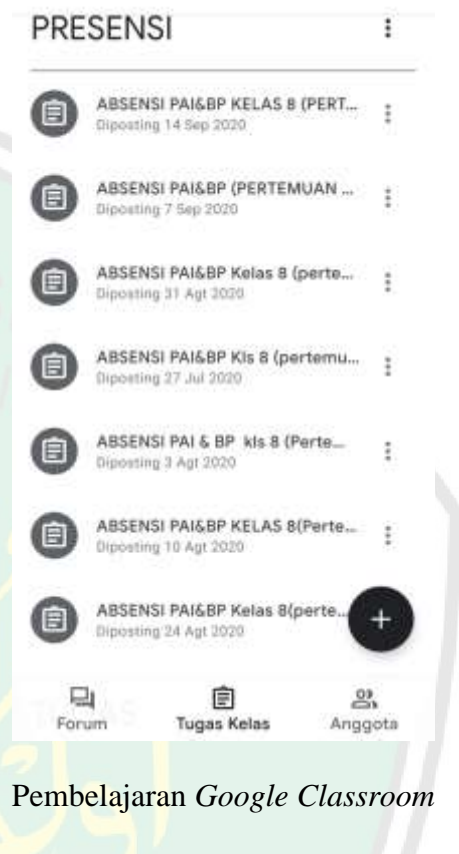 PRESENSI
ABSENSI PAI&BP KELAS 8 (PERT...
Diposting 14 Sep 2020
ABSENSI PAI&BP (PERTEMUAN ...
Diposting 7 Sep 2020
ABSENSI PAI&BP Kelas 8 (perte...
Diposting 31 Agt 2020
ABSENSI PAI&BP Kls 8 (pertemu...
Diposting 27 Jul 2020
ABSENSI PAI & BP kls 8 (Perte...
Diposting 3 Agt 2020
ABSENSI PAI&BP KELAS 8(Perte...
Diposting 10 Agt 2020
ABSENSI PAI&BP Kelas 8(perte...
Diposting 24 Agt 2020
Forum
Tugas Kelas
Anggota
Pembelajaran Google Classroom